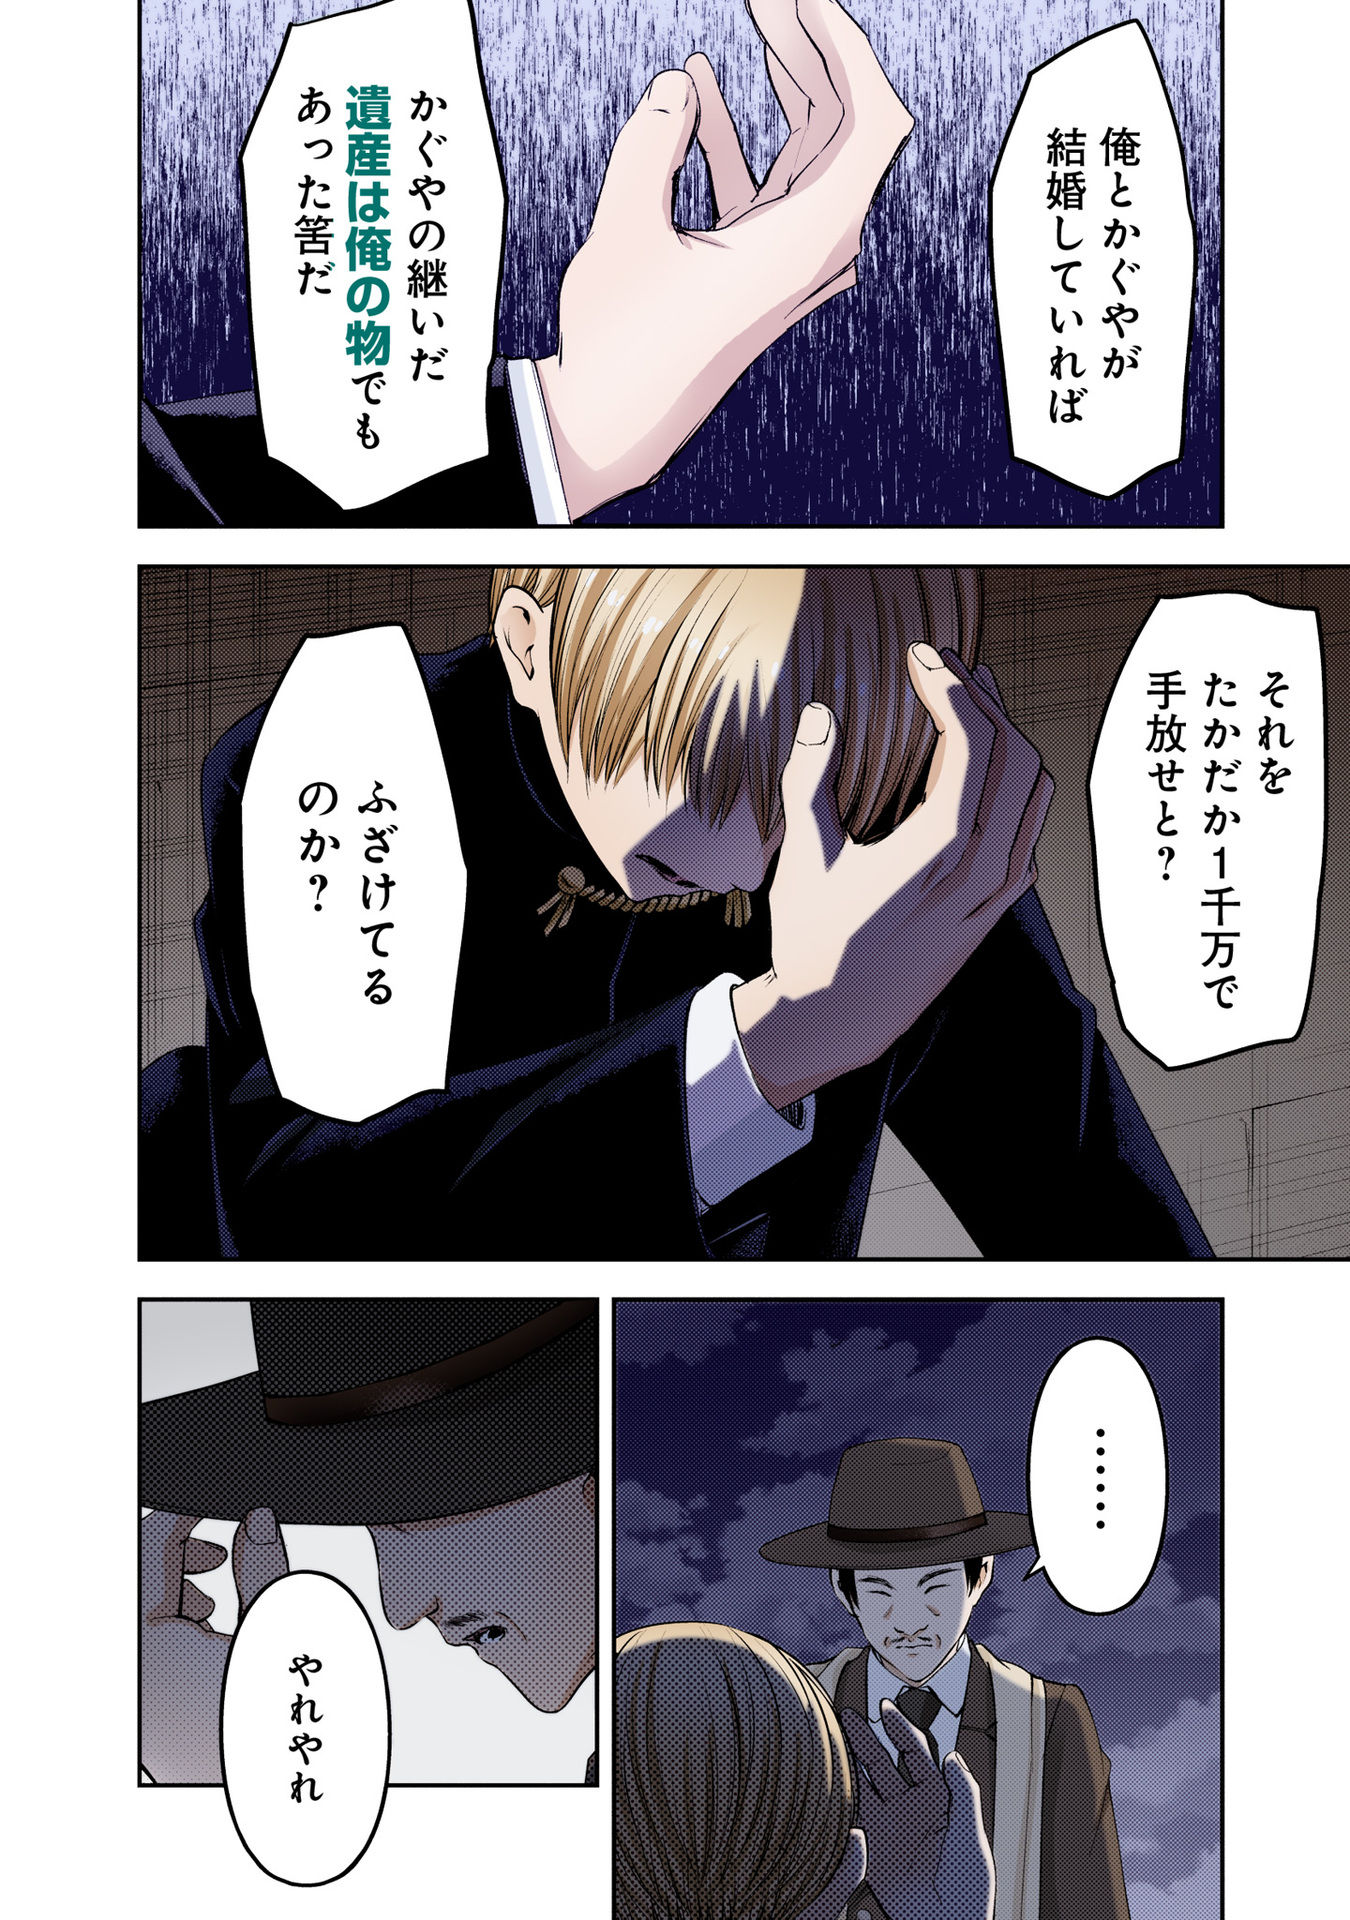 俺とかぐやが
結婚していれば
かぐやの継いだ
遺産は俺の物でも
あった筈だ
それを
たかだか1千万で
手放せと?
ふざけてる
のか?
……
やれやれ